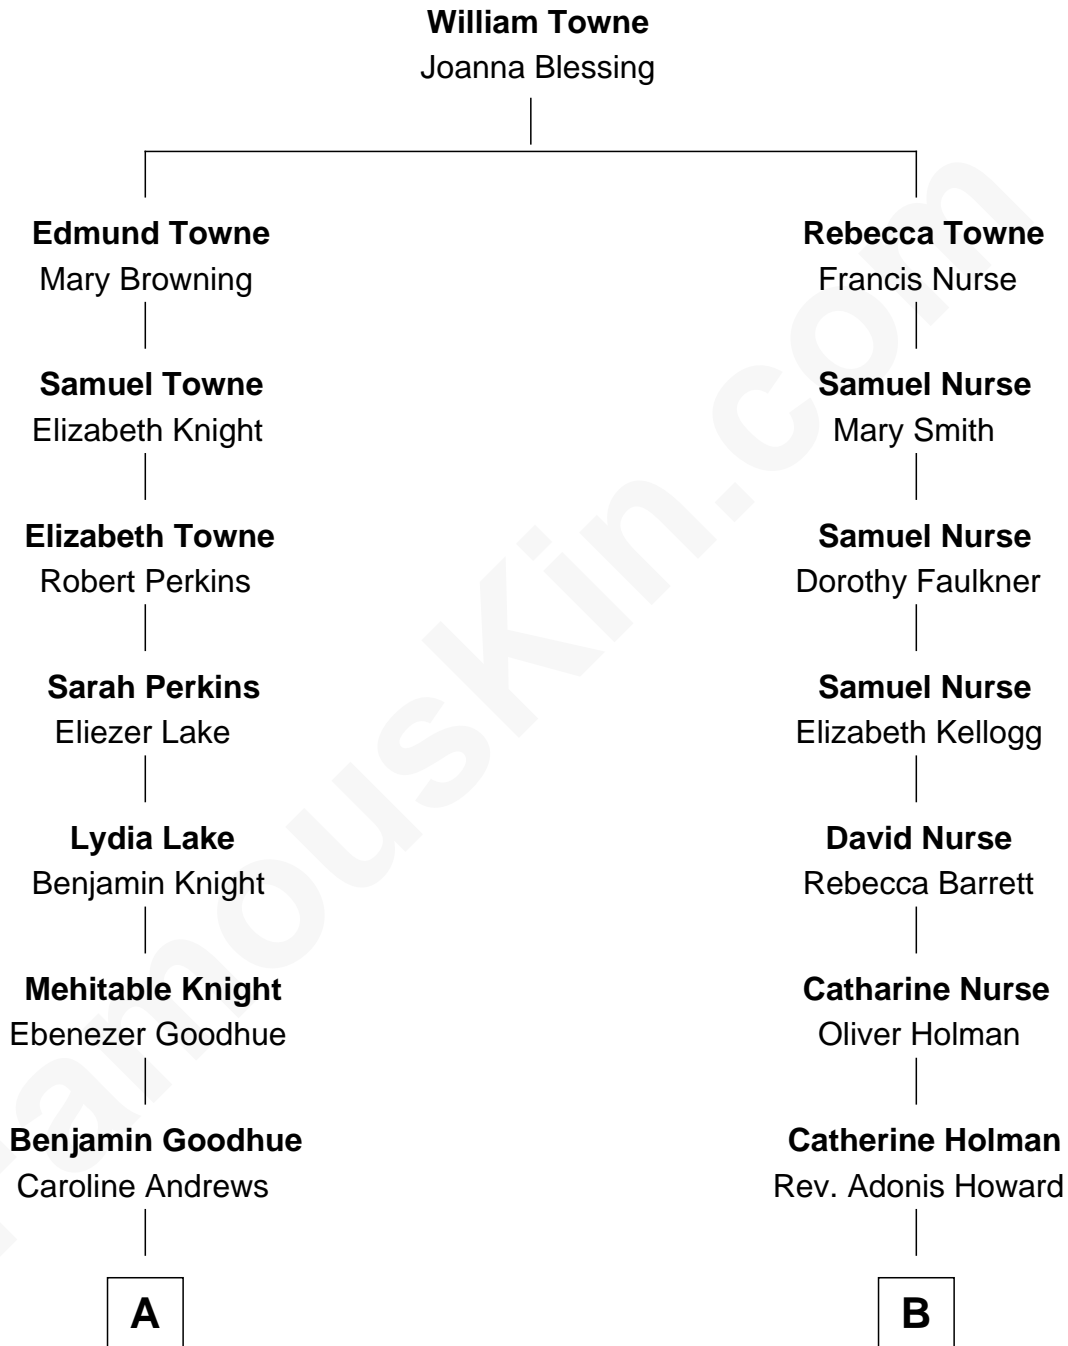 William Towne
Joanna Blessing
Edmund Towne
Mary Browning
Rebecca Towne
Francis Nurse
Samuel Towne
Elizabeth Knight
Samuel Nurse
Mary Smith
Elizabeth Towne
Robert Perkins
Samuel Nurse
Dorothy Faulkner
Sarah Perkins
Eliezer Lake
Samuel Nurse
Elizabeth Kellogg
Lydia Lake
Benjamin Knight
David Nurse
Rebecca Barrett
Mehitable Knight
Ebenezer Goodhue
Catharine Nurse
Oliver Holman
Benjamin Goodhue
Caroline Andrews
Catherine Holman
Rev. Adonis Howard
A
B
FamousKin.com